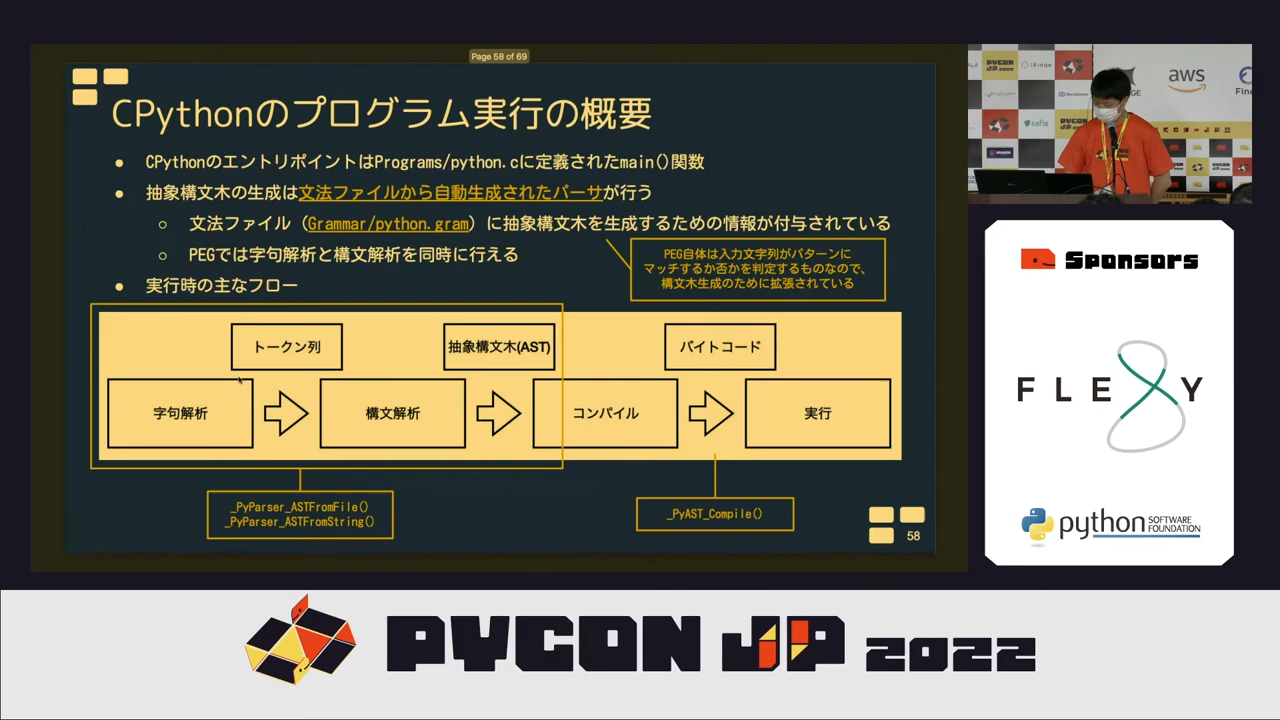 Page 58 of 69
CPythonのプログラム実行の概要
● CPythonのエントリポイントはPrograms/python.cに定義されたmain()関数
● 抽象構文木の生成は文法ファイルから自動生成されたパーサが行う
○ 文法ファイル（Grammar/python.gram）に抽象構文木を生成するための情報が付与されている
○ PEGでは字句解析と構文解析を同時に行える
PEG自体は入力文字列がパターンに
マッチするか否かを判定するものなので、
構文木生成のために拡張されている
● 実行時の主なフロー
トークン列
抽象構文木(AST)
バイトコード
字句解析
構文解析
コンパイル
実行
_PyParser_ASTFromFile()
_PyParser_ASTFromString()
_PyAST_Compile()
58
iRidge
aws
safie
Sponsors
FLEXY
python SOFTWARE
FOUNDATION
PYCON JP 2022